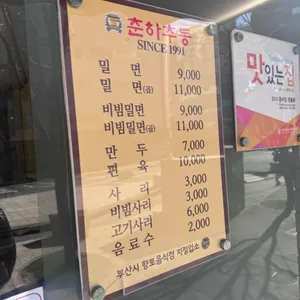 춘하추동
SINCE 1991
밀 면 9,000
밀 면(곱) 11,000
비빔밀면 9,000
비빔밀면(곱) 11,000
만 두 7,000
편 육 10,000
사 리 3,000
비빔사리 3,000
고기사리 6,000
음료수 2,000
부산시 향토음식점 지정업소
맛있는집